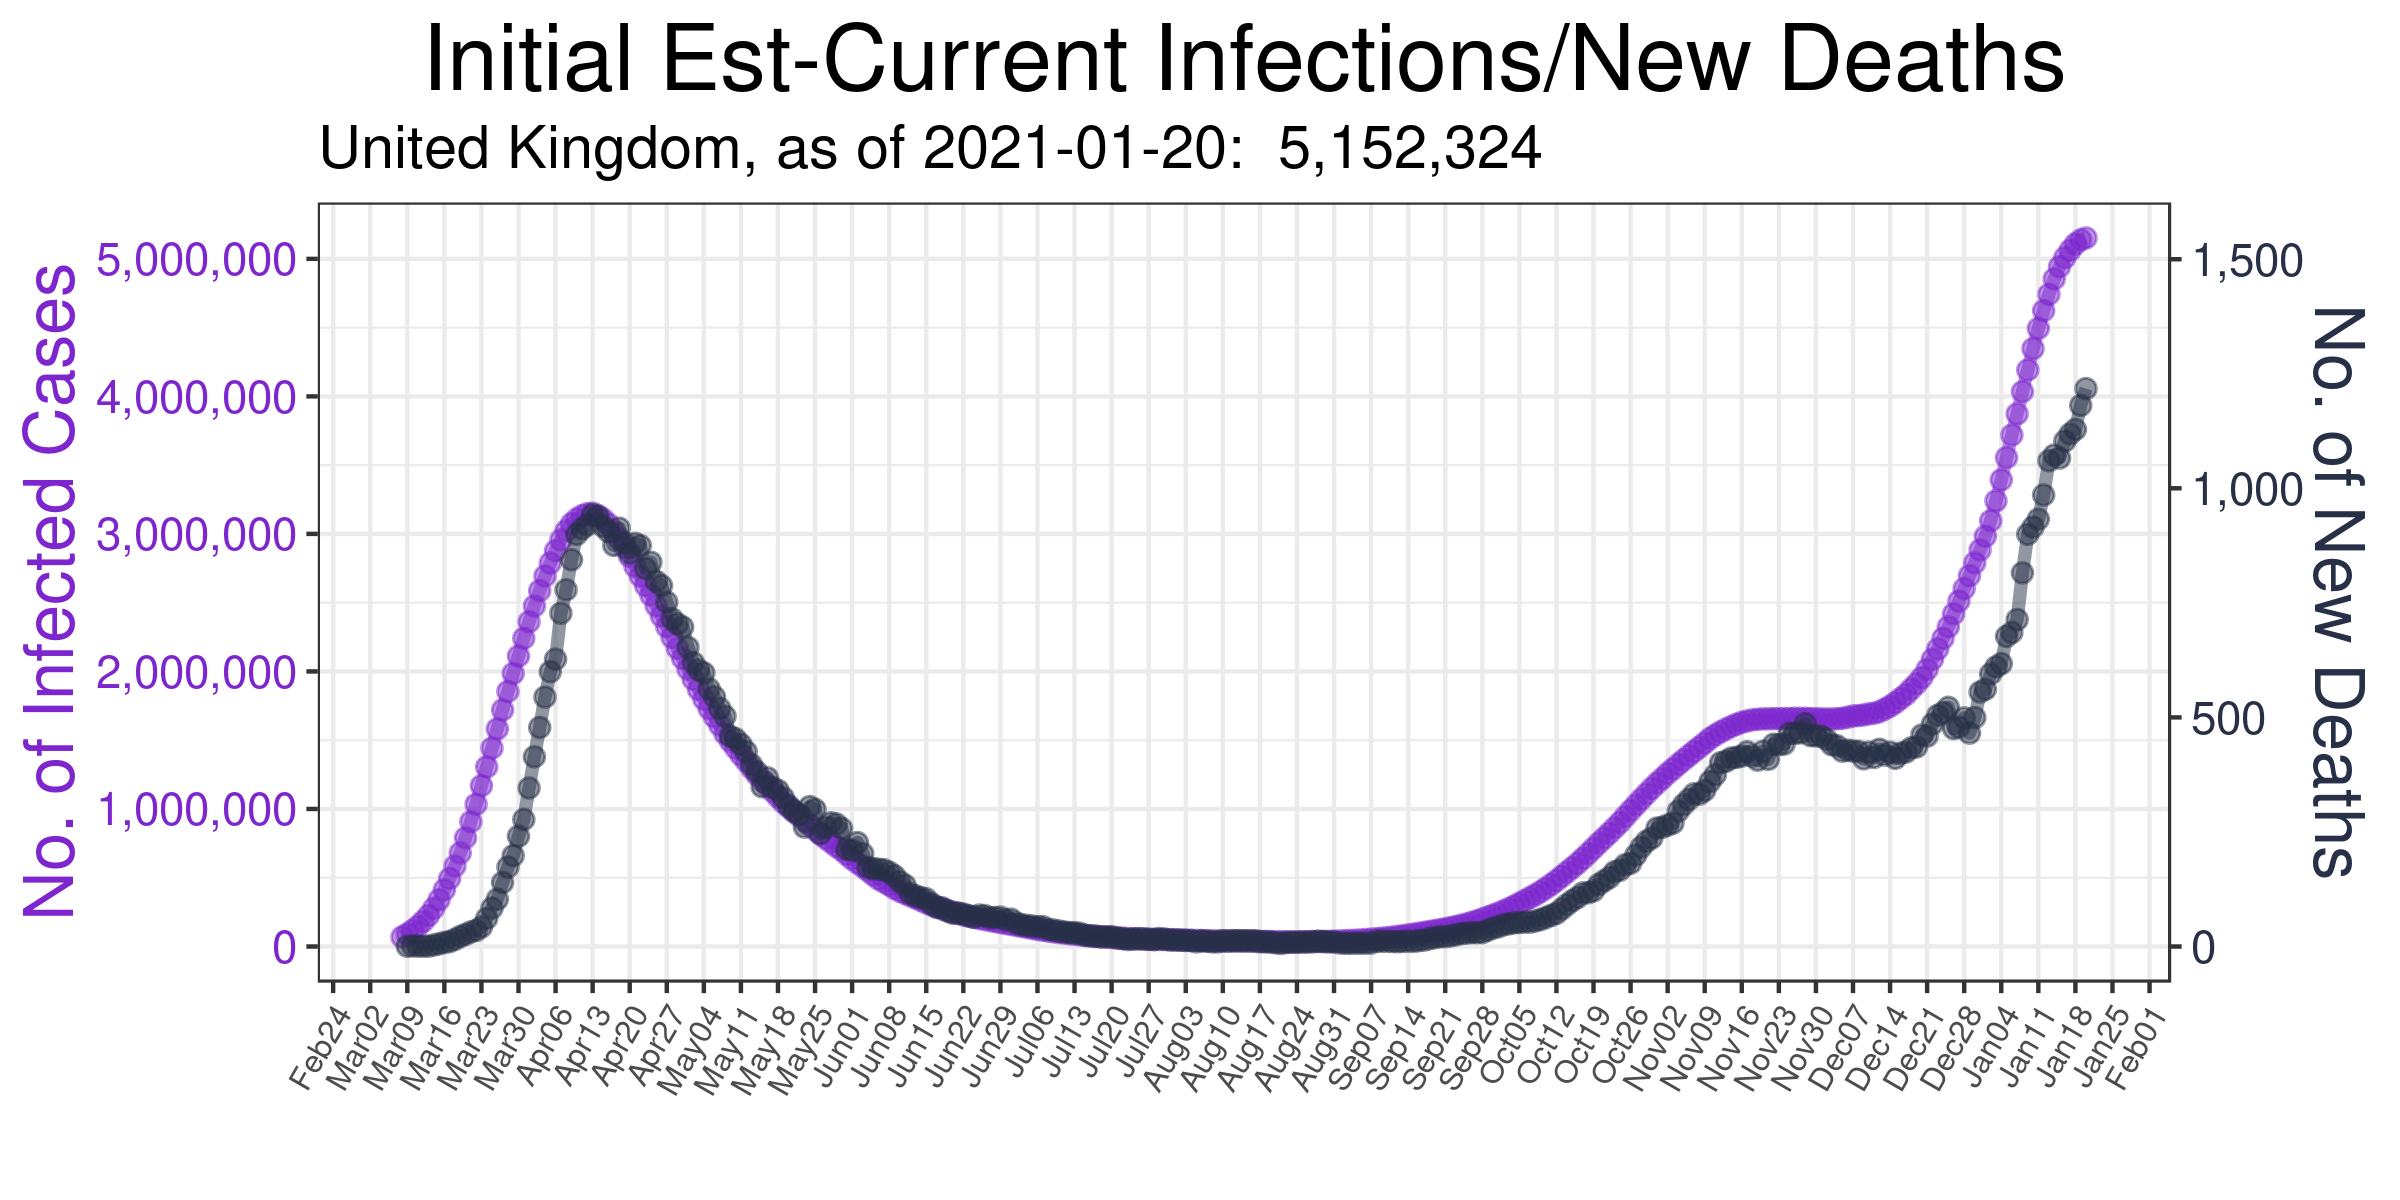 Initial Est-Current Infections/New Deaths
United Kingdom, as of 2021-01-20:  5,152,324
No. of Infected Cases
5,000,000
4,000,000
3,000,000
2,000,000
1,000,000
0
1,500
1,000
500
0
No. of New Deaths
Feb24 Mar02 Mar09 Mar16 Mar23 Mar30 Apr06 Apr13 Apr20 Apr27 May04 May11 May18 May25 Jun01 Jun08 Jun15 Jun22 Jun29 Jul06 Jul13 Jul20 Jul27 Aug03 Aug10 Aug17 Aug24 Aug31 Sep07 Sep14 Sep21 Sep28 Oct05 Oct12 Oct19 Oct26 Nov02 Nov09 Nov16 Nov23 Nov30 Dec07 Dec14 Dec21 Dec28 Jan04 Jan11 Jan18 Jan25 Feb01